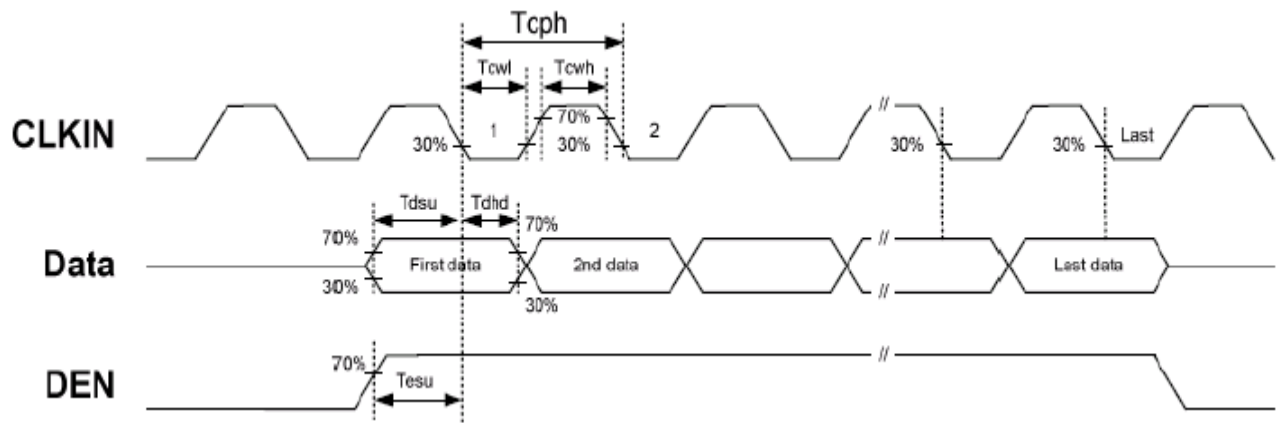 Tcph
Tcwl Tcwh
CLKIN
30% 1 70% 30% 2 // 30% 30% Last
Tdsu Tdhd
70% 70%
Data
First data 2nd data // // Last data
30% 30%
70% //
DEN
Tesu